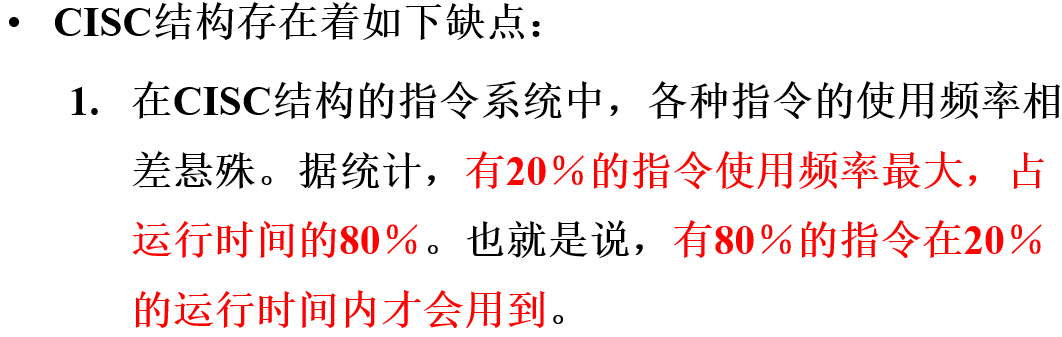 • CISC结构存在着如下缺点：
1. 在CISC结构的指令系统中，各种指令的使用频率相
差悬殊。据统计，有20％的指令使用频率最大，占
运行时间的80％。也就是说，有80％的指令在20％
的运行时间内才会用到。